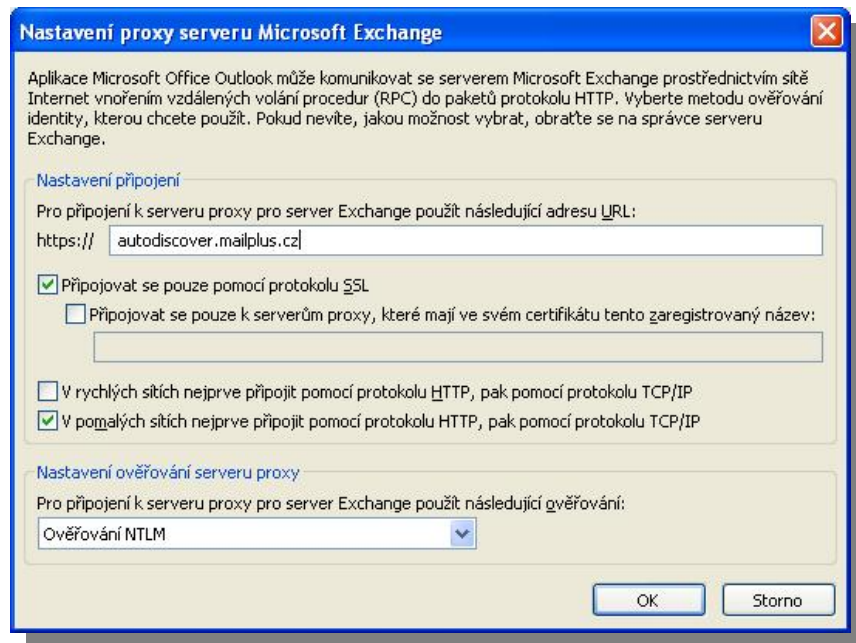 Nastavení proxy serveru Microsoft Exchange
Aplikace Microsoft Office Outlook může komunikovat se serverem Microsoft Exchange prostřednictvím sítě
Internet vnořením vzdálených volání procedur (RPC) do paketů protokolu HTTP. Vyberte metodu ověřování
identity, kterou chcete použít. Pokud nevíte, jakou možnost vybrat, obraťte se na správce serveru
Exchange.
Nastavení připojení
Pro připojení k serveru proxy pro server Exchange použít následující adresu URL:
https:// autodiscover.mailplus.cz
Připojovat se pouze pomocí protokolu SSL
Připojovat se pouze k serverům proxy, které mají ve svém certifikátu tento zaregistrovaný název:
V rychlých sítích nejprve připojit pomocí protokolu HTTP, pak pomocí protokolu TCP/IP
V pomalých sítích nejprve připojit pomocí protokolu HTTP, pak pomocí protokolu TCP/IP
Nastavení ověřování serveru proxy
Pro připojení k serveru proxy pro server Exchange použít následující ověřování:
Ověřování NTLM
OK Storno